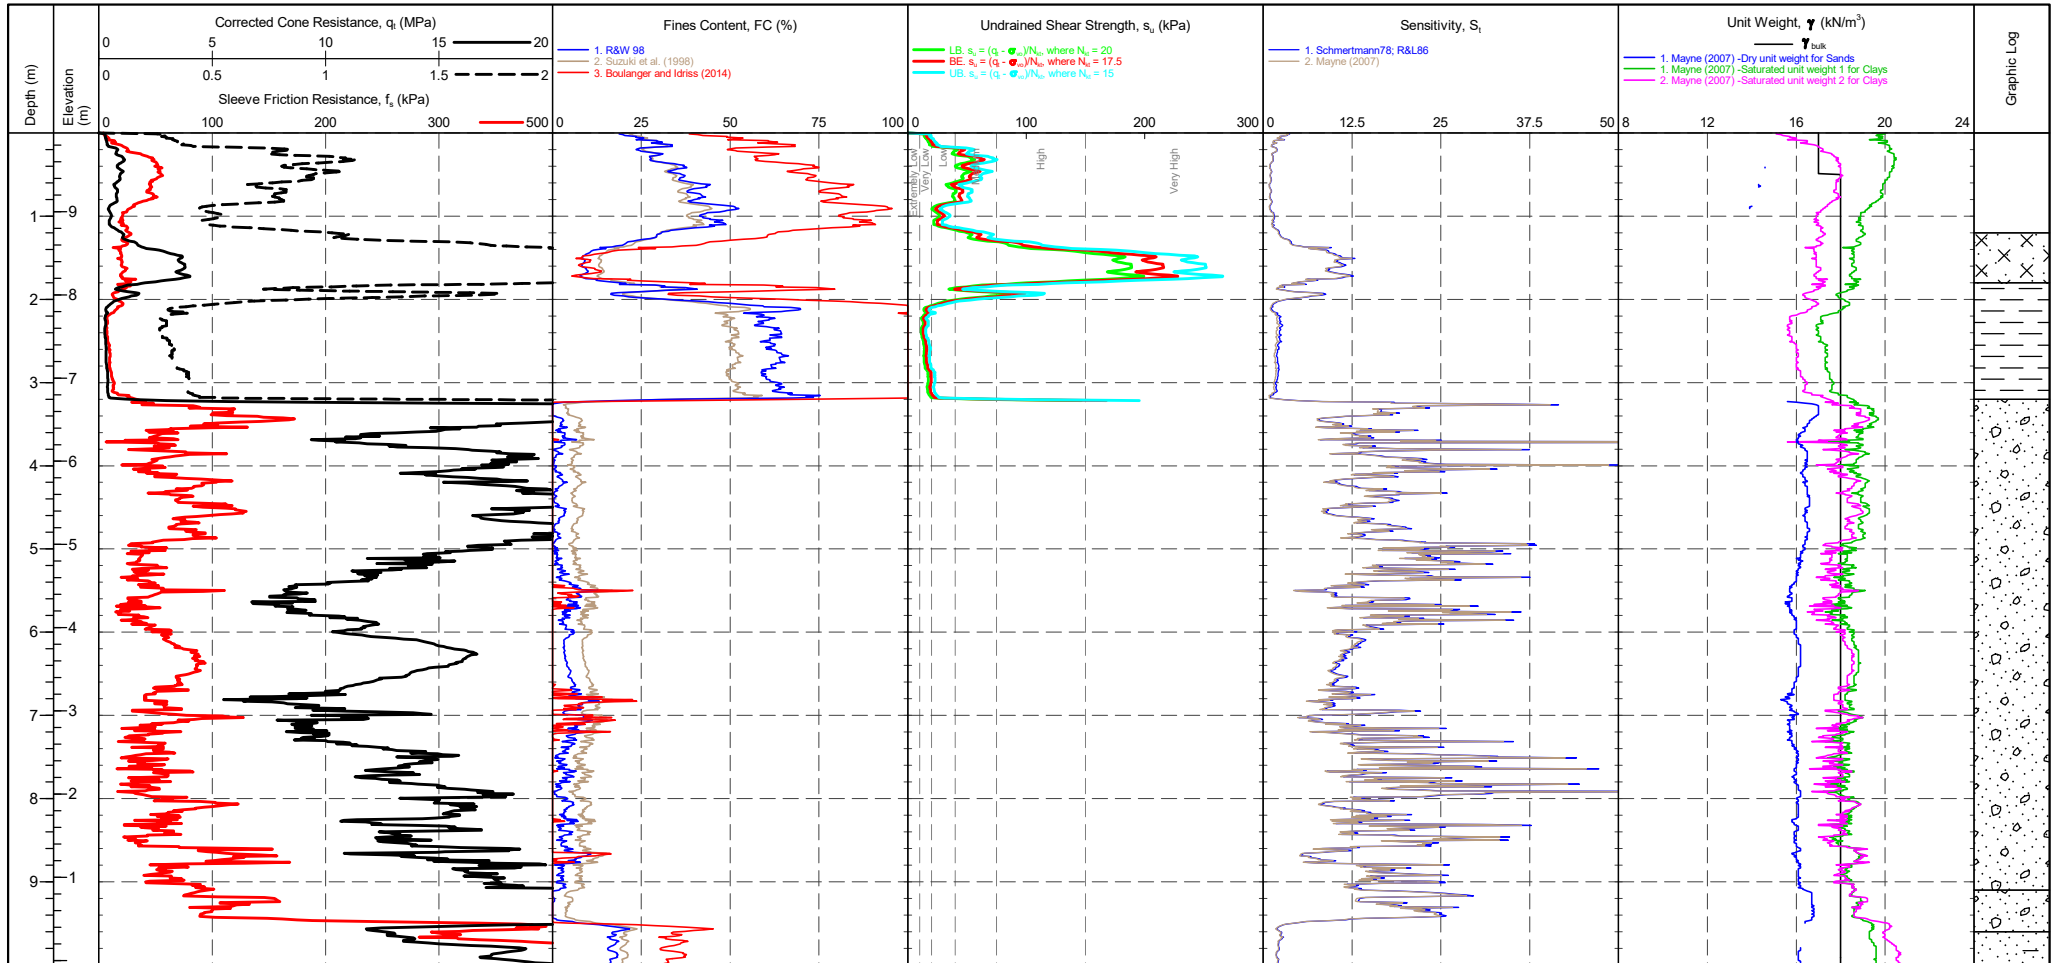 Corrected Cone Resistance, qt (MPa)
0 5 10 15 20
0 0.5 1 1.5 2
Sleeve Friction Resistance, fs (kPa)
0 100 200 300 500
Depth (m)
Elevation (m)
Fines Content, FC (%)
1. R&W 98
2. Suzuki et al. (1998)
3. Boulanger and Idriss (2014)
0 25 50 75 100
Undrained Shear Strength, su (kPa)
LB. su = (qt - σvo)/Nkt, where Nkt = 20
BE. su = (qt - σvo)/Nkt, where Nkt = 17.5
UB. su = (qt - σvo)/Nkt, where Nkt = 15
0 100 200 300
Extremely Low
Very Low
Low
High
Very High
Sensitivity, St
1. Schmertmann78; R&L86
2. Mayne (2007)
0 12.5 25 37.5 50
Unit Weight, γ (kN/m³)
γbulk
1. Mayne (2007) -Dry unit weight for Sands
1. Mayne (2007) -Saturated unit weight 1 for Clays
2. Mayne (2007) -Saturated unit weight 2 for Clays
8 12 16 20 24
Graphic Log
1 9
2 8
3 7
4 6
5 5
6 4
7 3
8 2
9 1